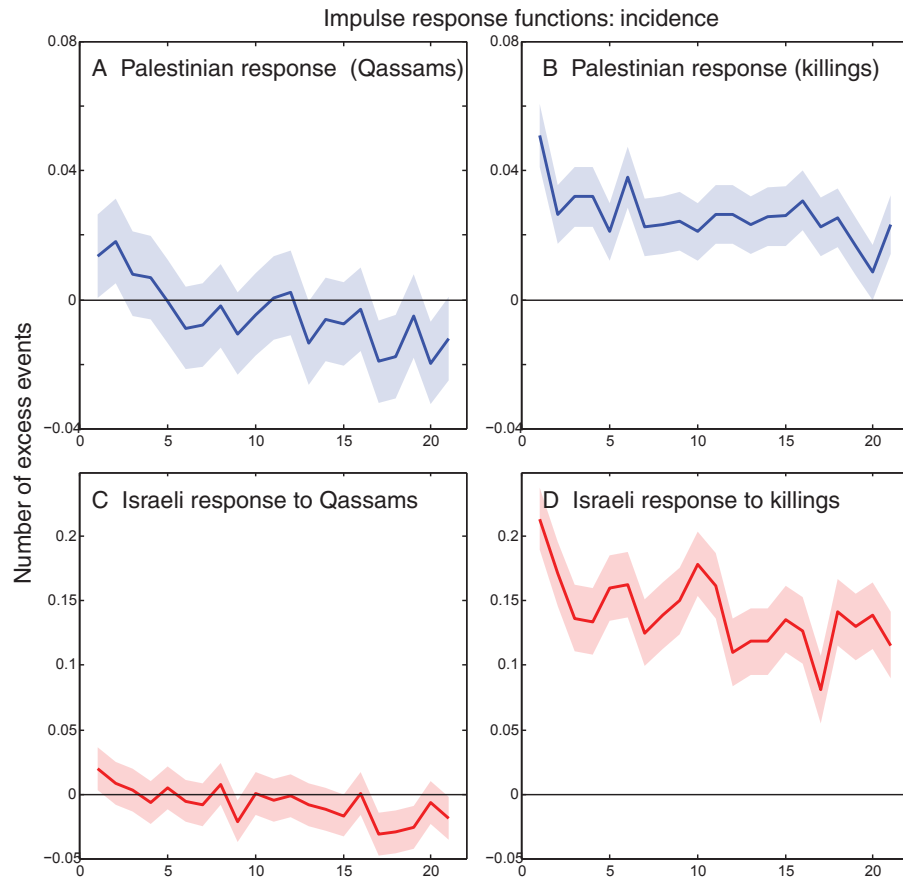 Impulse response functions: incidence
Number of excess events
A Palestinian response (Qassams)
0.08
0.04
0
−0.04
0 5 10 15 20
B Palestinian response (killings)
0.04
0
−0.04
0 5 10 15 20
C Israeli response to Qassams
0.2
0.15
0.1
0.05
0
−0.05
0 5 10 15 20
D Israeli response to killings
0.2
0.15
0.1
0.05
0
−0.05
0 5 10 15 20